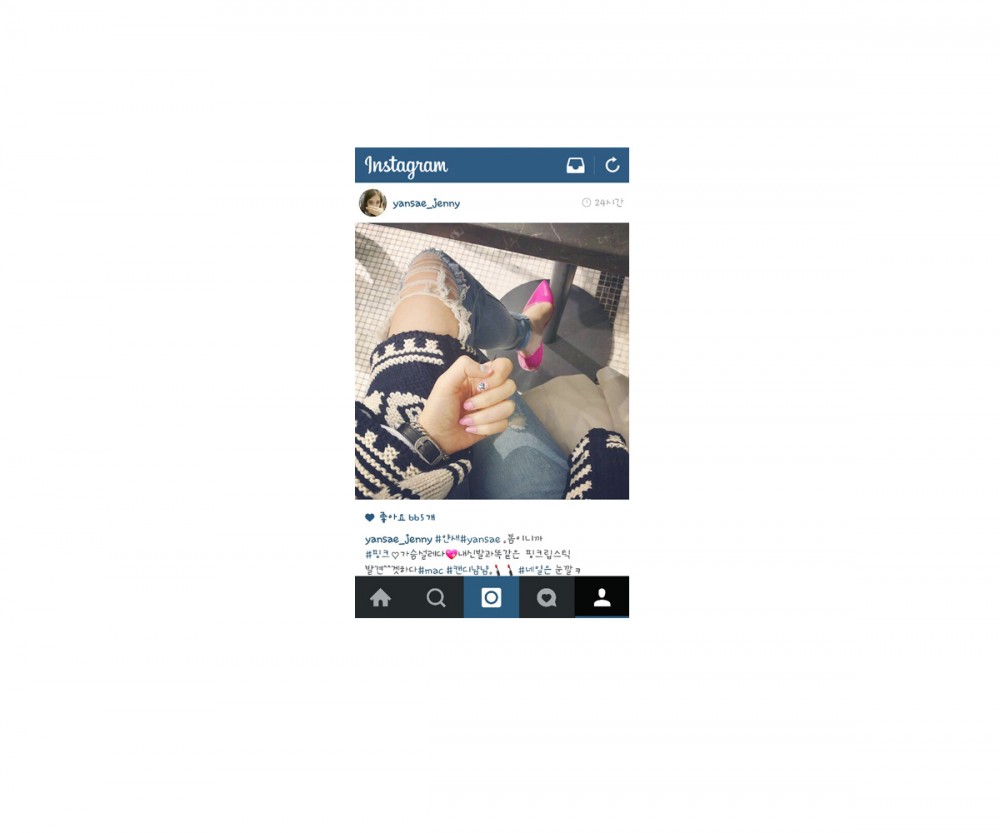 Instagram
yansae_jenny 24시간
좋아요 665개
yansae_jenny #얀새#yansae 。봄이니까
#핑크♡가슴설레다💘내신발과똑같은 핑크립스틱
발견^^겟하다#mac #캔디냠냠。💄💄 #네일은 눈깔ㅋ